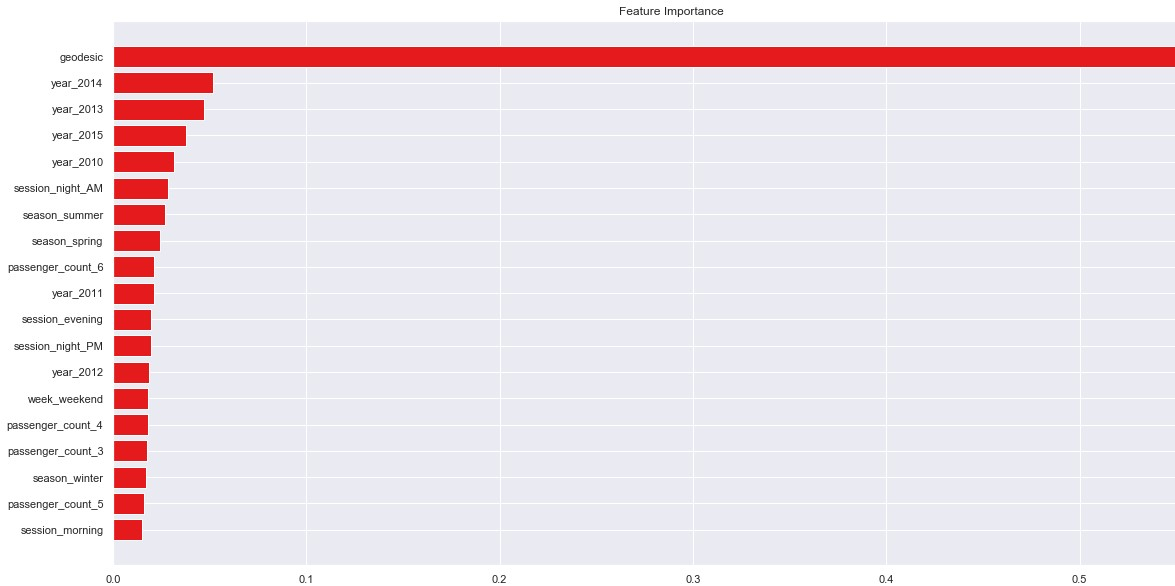 Feature Importance
geodesic
year_2014
year_2013
year_2015
year_2010
session_night_AM
season_summer
season_spring
passenger_count_6
year_2011
session_evening
session_night_PM
year_2012
week_weekend
passenger_count_4
passenger_count_3
season_winter
passenger_count_5
session_morning
0.0 0.1 0.2 0.3 0.4 0.5